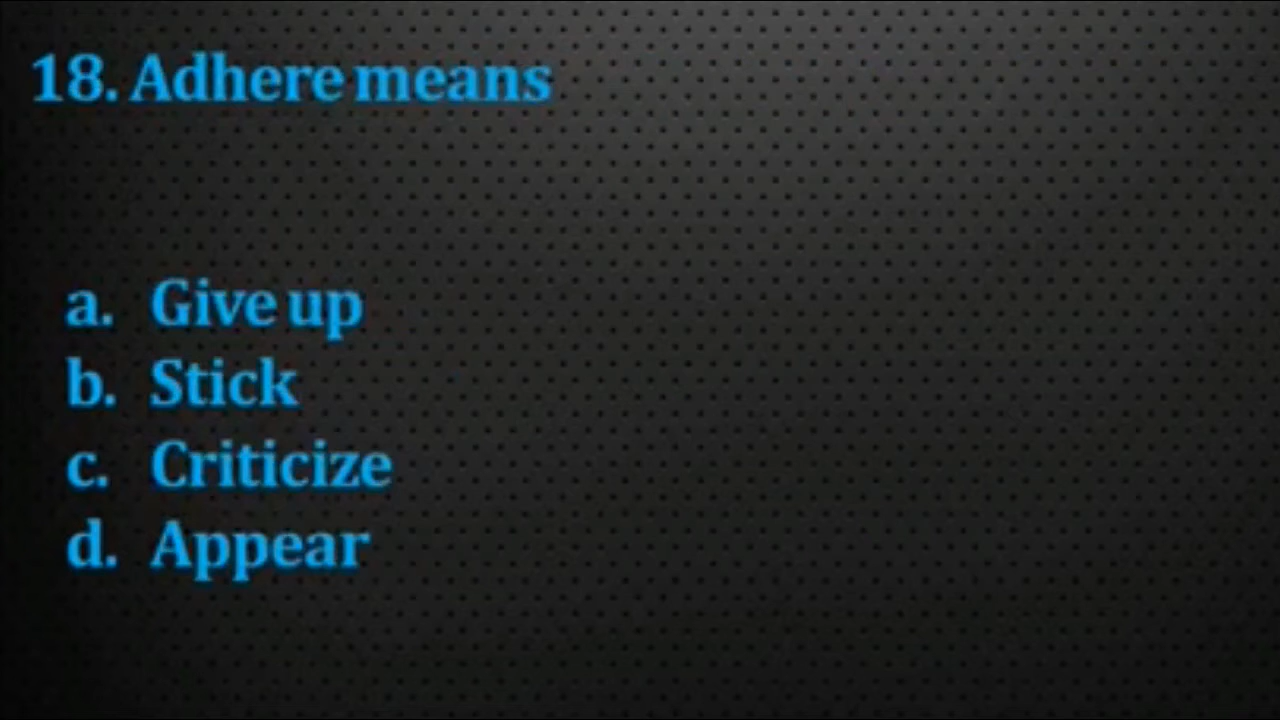 18. Adhere means
a. Give up
b. Stick
c. Criticize
d. Appear